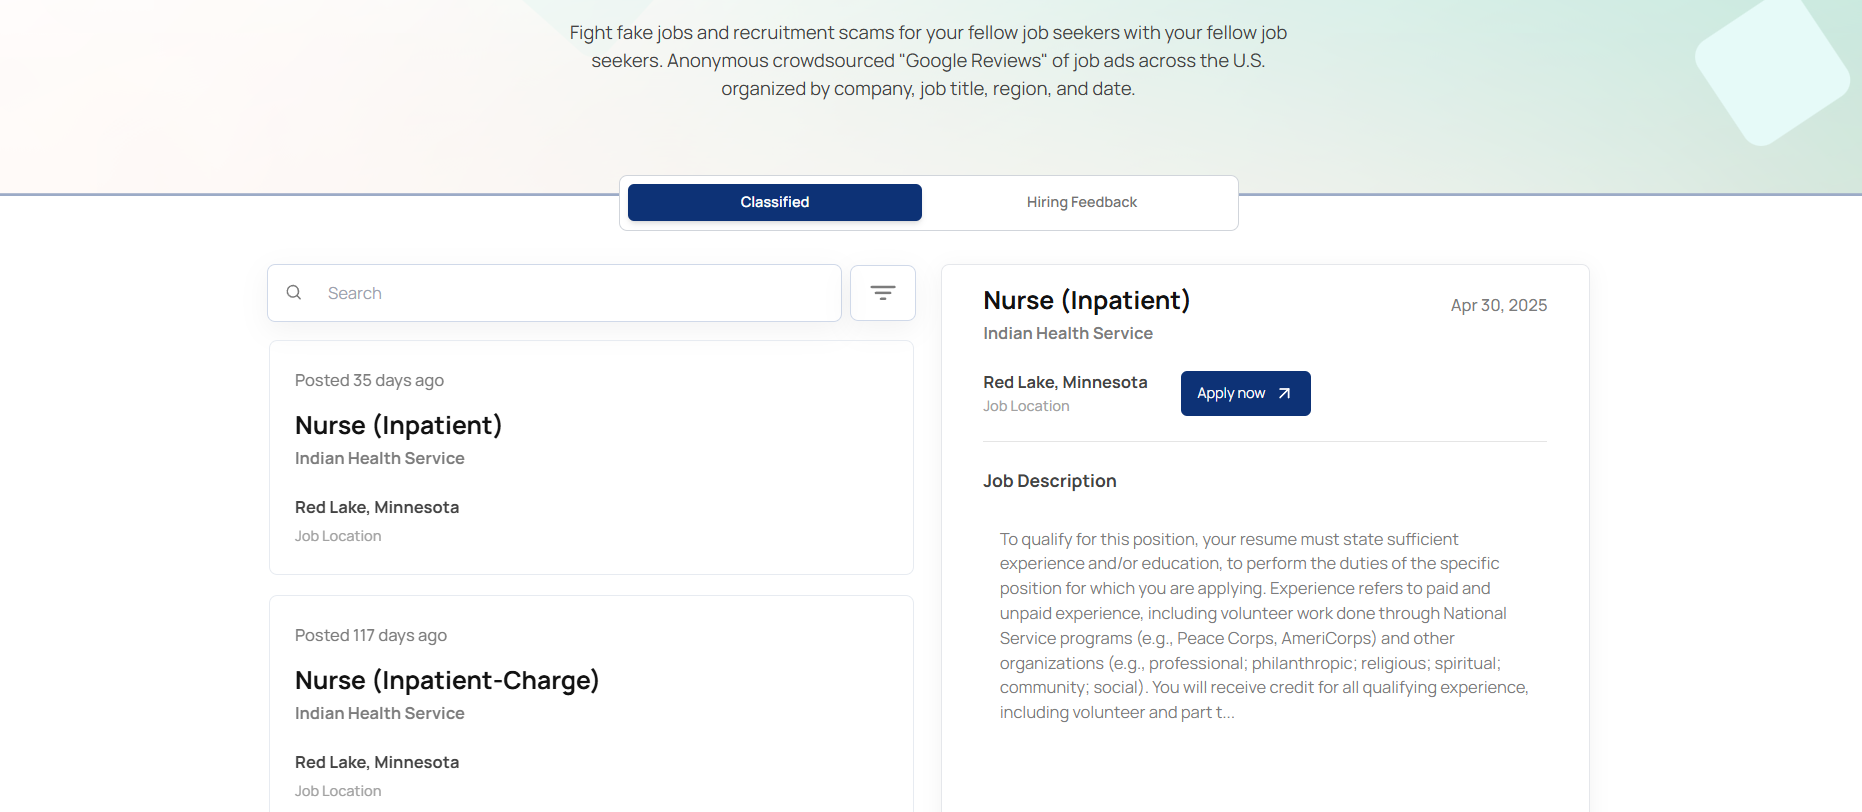 Fight fake jobs and recruitment scams for your fellow job seekers with your fellow job
seekers. Anonymous crowdsourced "Google Reviews" of job ads across the U.S.
organized by company, job title, region, and date.
Classified
Hiring Feedback
Search
Posted 35 days ago
Nurse (Inpatient)
Indian Health Service
Red Lake, Minnesota
Job Location
Posted 117 days ago
Nurse (Inpatient-Charge)
Indian Health Service
Red Lake, Minnesota
Job Location
Nurse (Inpatient)
Apr 30, 2025
Indian Health Service
Red Lake, Minnesota
Job Location
Apply now
Job Description
To qualify for this position, your resume must state sufficient
experience and/or education, to perform the duties of the specific
position for which you are applying. Experience refers to paid and
unpaid experience, including volunteer work done through National
Service programs (e.g., Peace Corps, AmeriCorps) and other
organizations (e.g., professional; philanthropic; religious; spiritual;
community; social). You will receive credit for all qualifying experience,
including volunteer and part t...